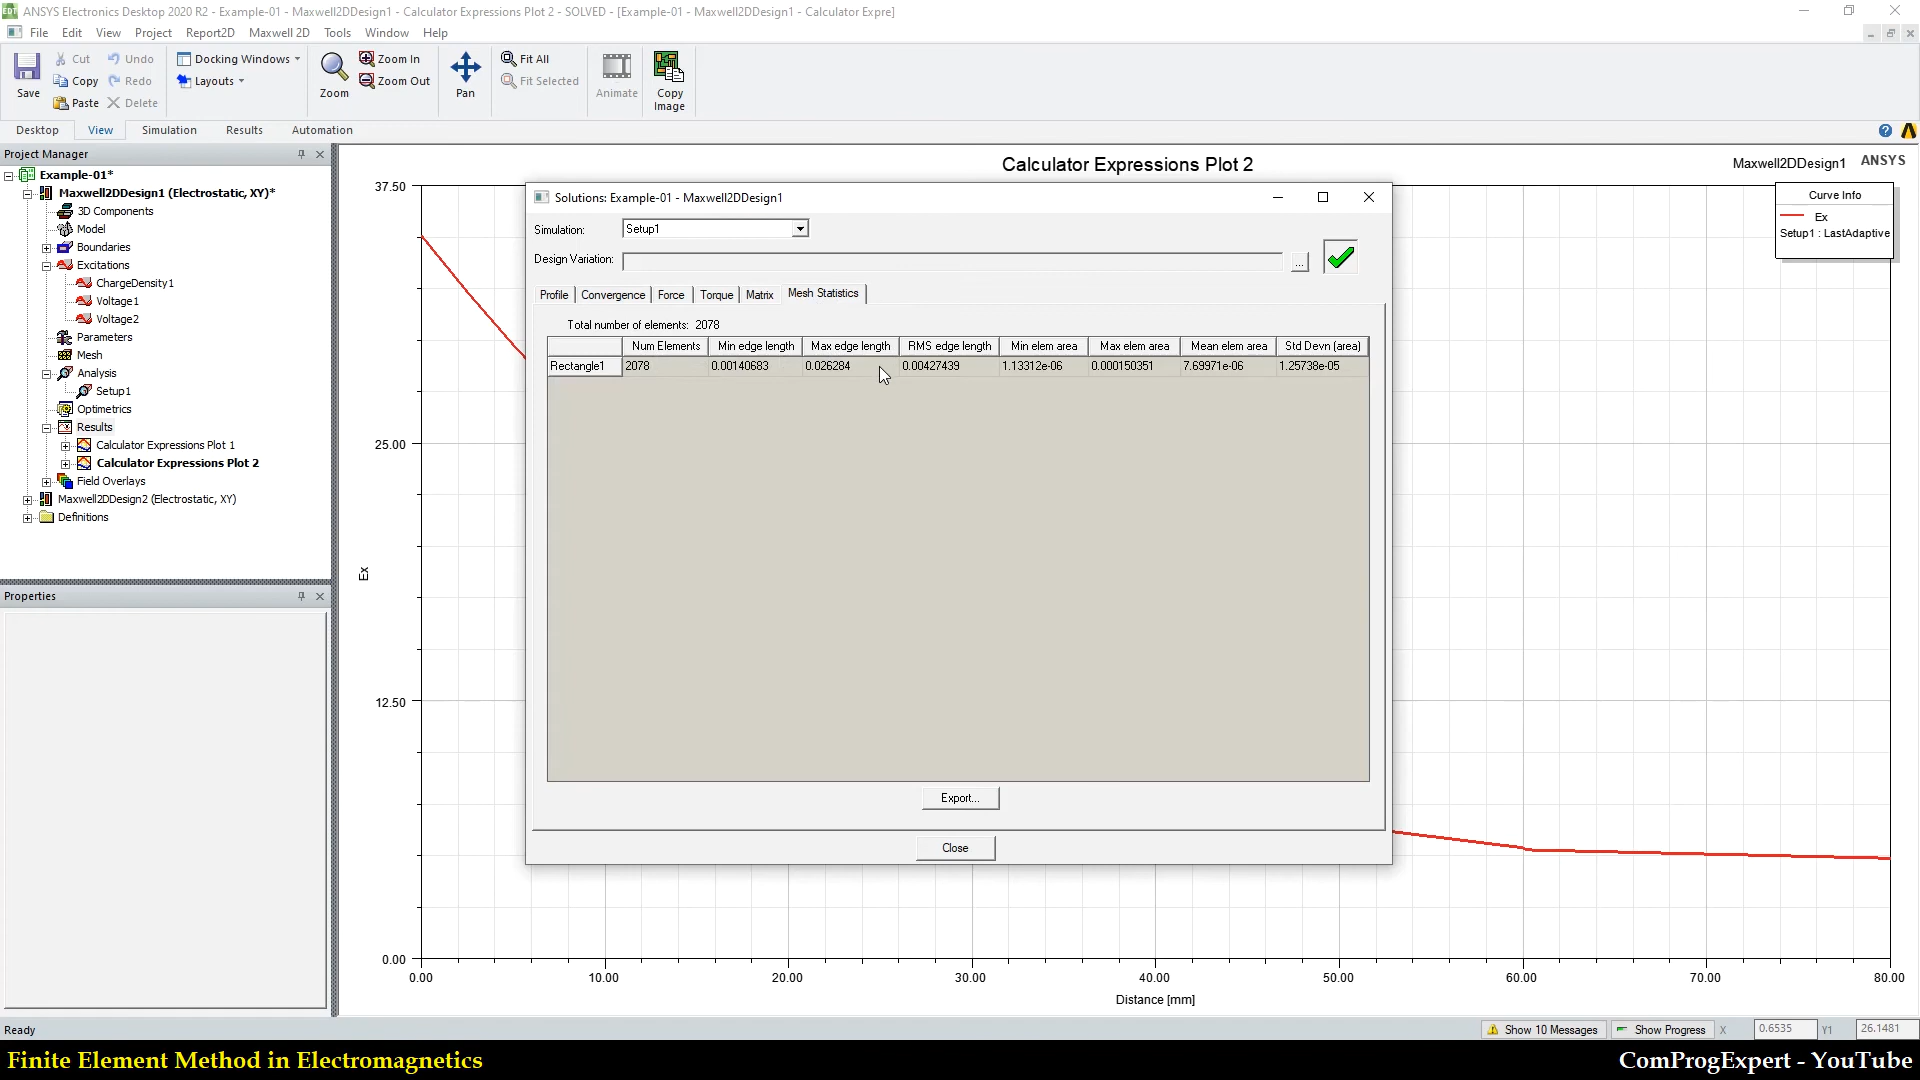 ANSYS Electronics Desktop 2020 R2 - Example-01 - Maxwell2DDesign1 - Calculator Expressions Plot 2 - SOLVED - [Example-01 - Maxwell2DDesign1 - Calculator Expre]
File Edit View Project Report2D Maxwell 2D Tools Window Help
Save Cut Copy Paste Undo Redo Delete
Docking Windows Layouts
Zoom Zoom In Zoom Out
Pan
Fit All Fit Selected
Animate
Copy Image
Desktop View Simulation Results Automation
Project Manager
Example-01*
Maxwell2DDesign1 (Electrostatic, XY)*
3D Components
Model
Boundaries
Excitations
ChargeDensity1
Voltage1
Voltage2
Parameters
Mesh
Analysis
Setup1
Optimetrics
Results
Calculator Expressions Plot 1
Calculator Expressions Plot 2
Field Overlays
Maxwell2DDesign2 (Electrostatic, XY)
Definitions
Properties
Calculator Expressions Plot 2
Maxwell2DDesign1 ANSYS
Curve Info
Ex
Setup1 : LastAdaptive
37.50
25.00
12.50
0.00
Ex
Solutions: Example-01 - Maxwell2DDesign1
Simulation: Setup1
Design Variation: ...
Profile Convergence Force Torque Matrix Mesh Statistics
Total number of elements: 2078
Num Elements Min edge length Max edge length RMS edge length Min elem area Max elem area Mean elem area Std Devn (area)
Rectangle1 2078 0.00140683 0.026284 0.00427439 1.13312e-06 0.000150351 7.69971e-06 1.25738e-05
Export...
Close
0.00 10.00 20.00 30.00 40.00 50.00 60.00 70.00 80.00
Distance [mm]
Ready
Show 10 Messages Show Progress X 0.6535 Y1 26.1481
Finite Element Method in Electromagnetics
ComProgExpert - YouTube